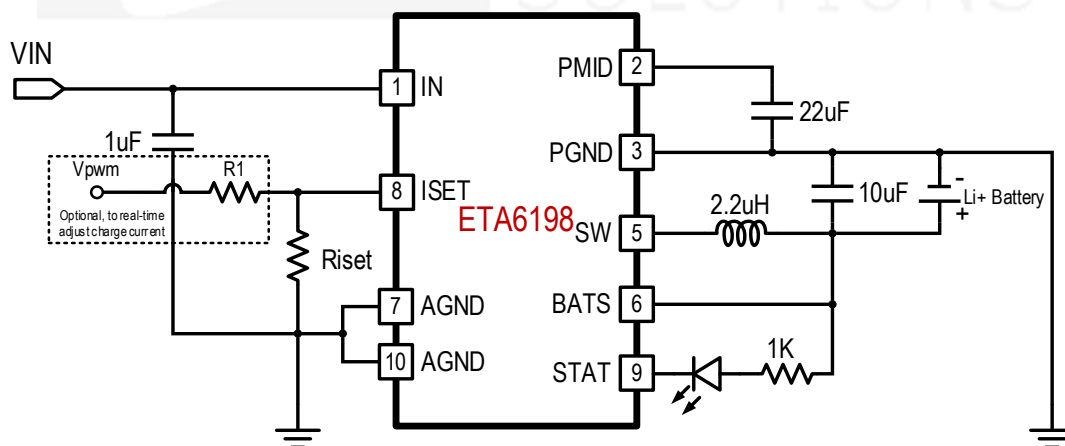 SOLUTIONS
VIN
1uF
Vpwm
R1
Optional, to real-time
adjust charge current
Riset
1
IN
8
ISET
7
AGND
10
AGND
ETA6198
PMID
2
PGND
3
SW
5
BATS
6
STAT
9
22uF
10uF
-
Li+ Battery
+
2.2uH
1K